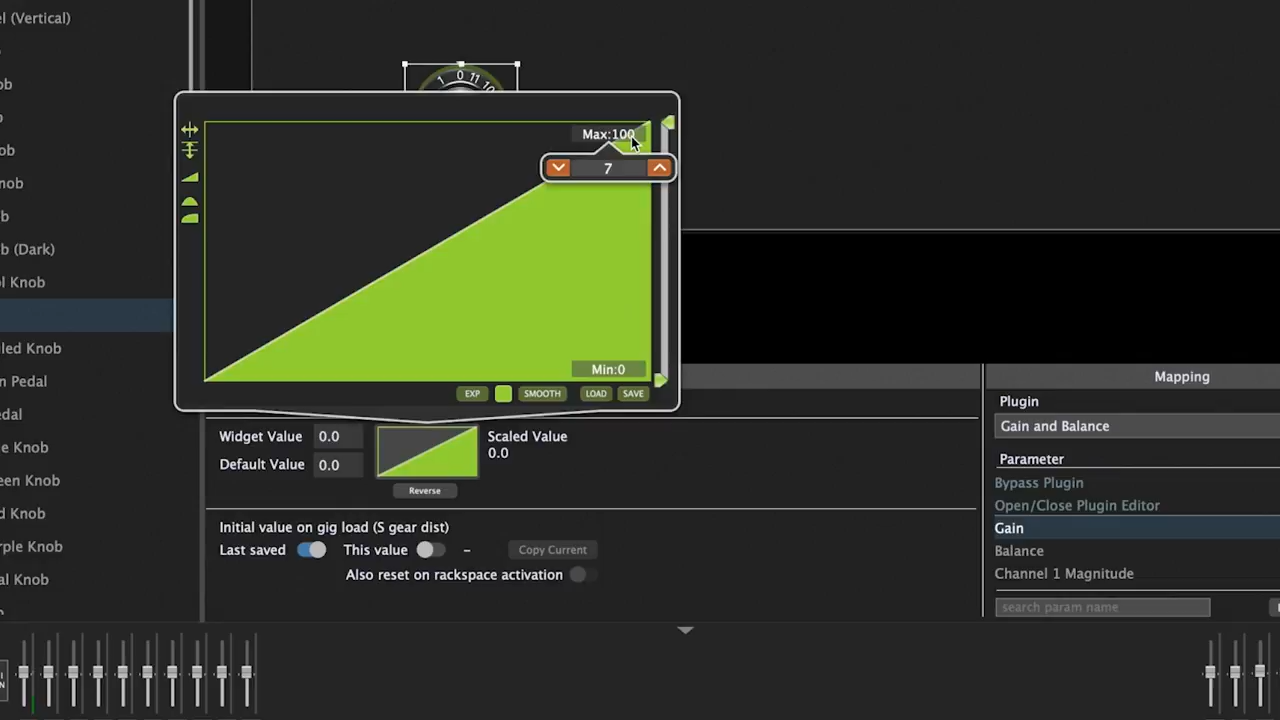 el (Vertical)
ob
ob
nob
b
b (Dark)
ol Knob
led Knob
n Pedal
edal
e Knob
een Knob
d Knob
rple Knob
al Knob
1 0 11 10
Max:100
7
Min:0
EXP SMOOTH LOAD SAVE
Widget Value 0.0
Default Value 0.0
Scaled Value
0.0
Reverse
Initial value on gig load (S gear dist)
Last saved This value – Copy Current
Also reset on rackspace activation
Mapping
Plugin
Gain and Balance
Parameter
Bypass Plugin
Open/Close Plugin Editor
Gain
Balance
Channel 1 Magnitude
search param name